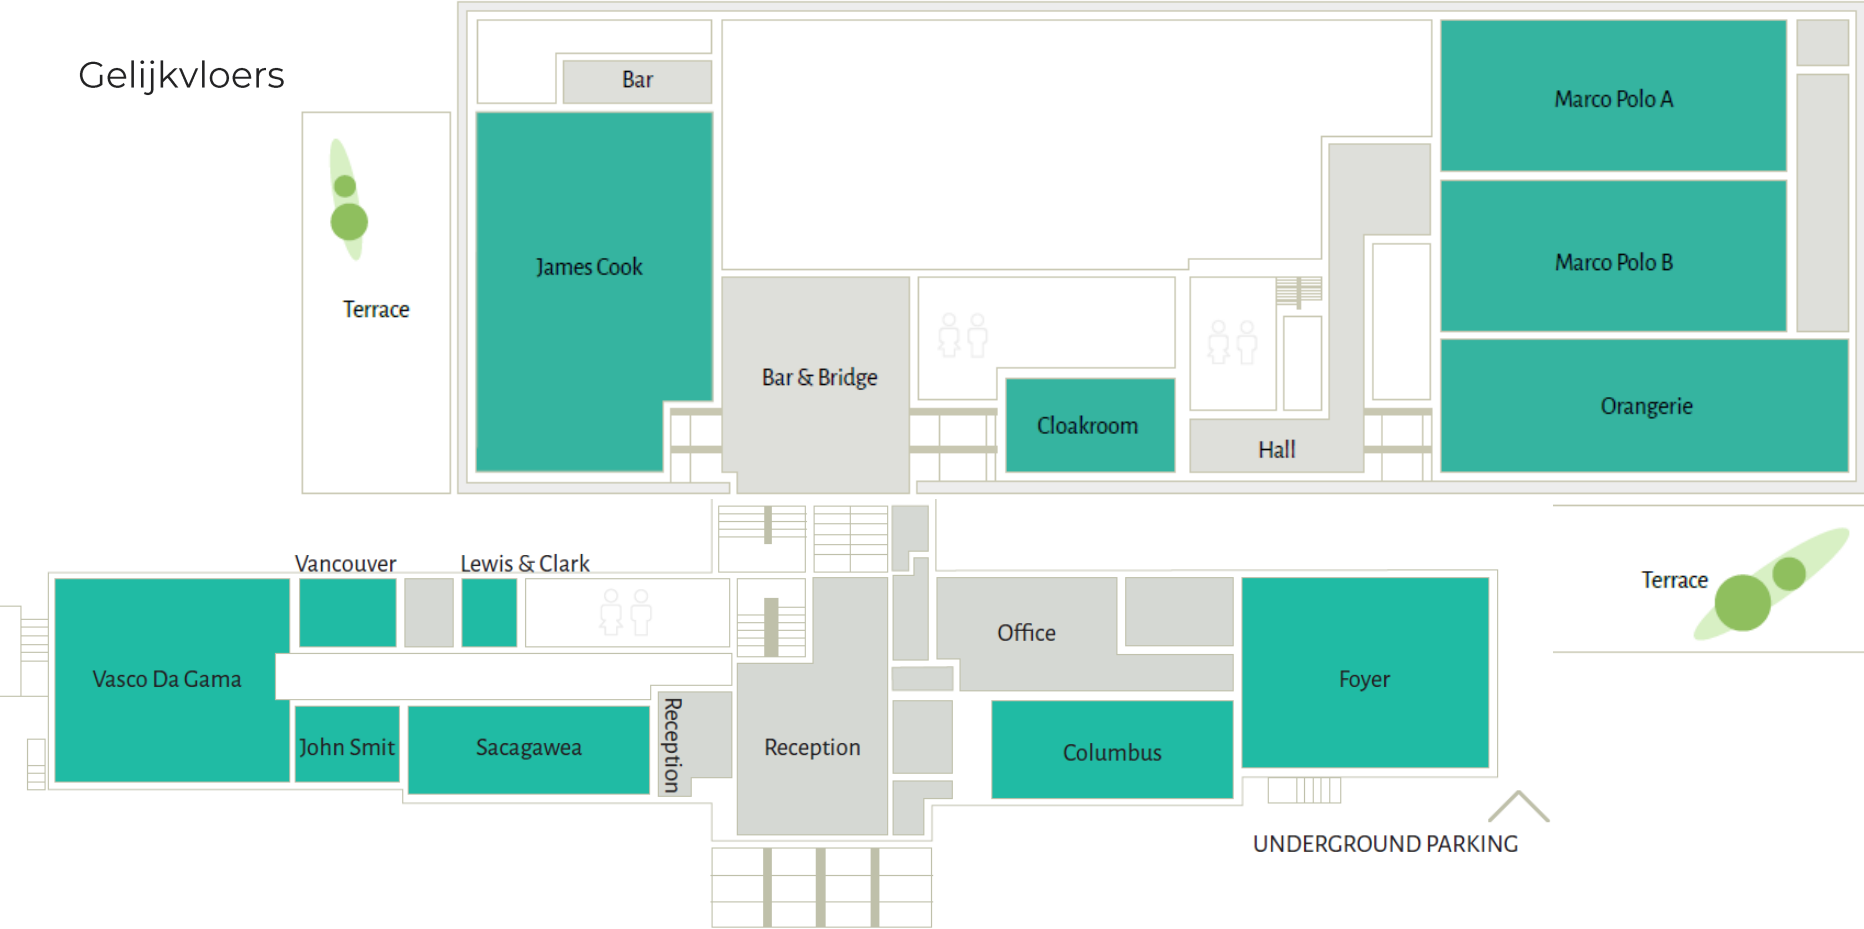 Gelijkvloers
Bar
Marco Polo A
James Cook
Marco Polo B
Terrace
Bar & Bridge
Orangerie
Cloakroom
Hall
Vancouver
Lewis & Clark
Terrace
Office
Vasco Da Gama
Foyer
John Smit
Sacagawea
Reception
Reception
Columbus
UNDERGROUND PARKING